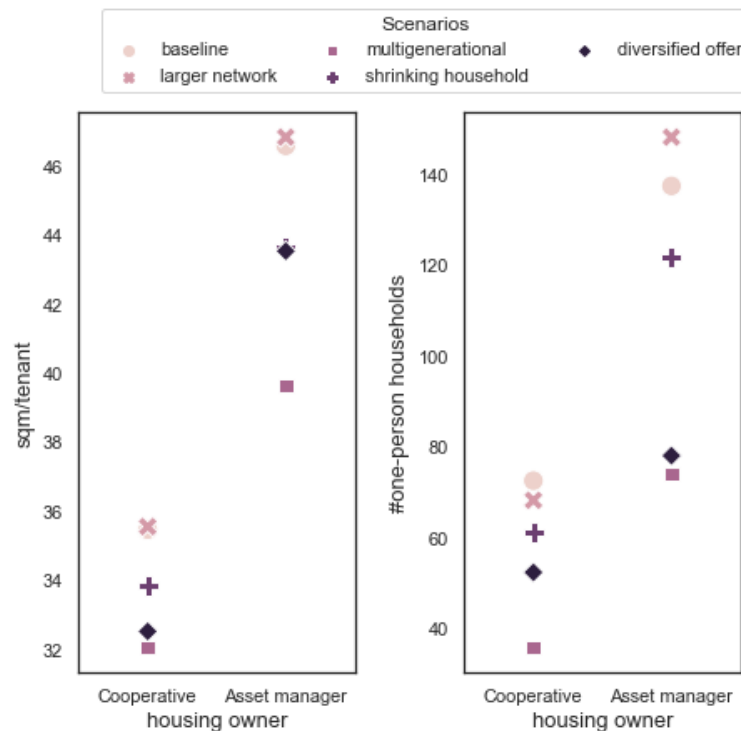 Scenarios
baseline
multigenerational
diversified offer
larger network
shrinking household
sqm/tenant
46
44
42
40
38
36
34
32
Cooperative
Asset manager
housing owner
#one-person households
140
120
100
80
60
40
Cooperative
Asset manager
housing owner